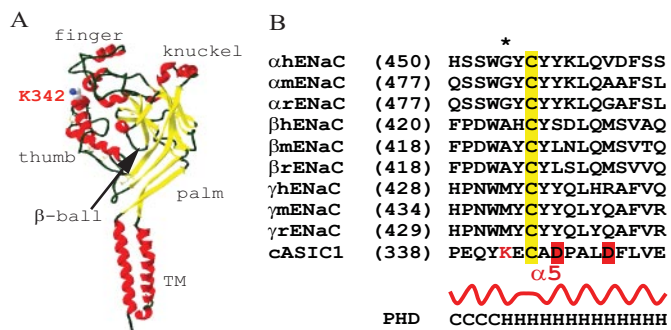 A
finger
knuckel
K342
thumb
palm
β-ball
TM
B
*
αhENaC (450) HSSWGYCYYKLQVDFSS
αmENaC (477) QSSWGYCYYKLQAAFSL
αrENaC (477) QSSWGYCYYKLQGAFSL
βhENaC (420) FPDWAHCYSDLQMSVAQ
βmENaC (418) FPDWAYCYLNLQMSVTQ
βrENaC (418) FPDWAYCYLSLQMSVVQ
γhENaC (428) HPNWMYCYYQLHRAFVQ
γmENaC (434) HPNWMYCYYQLYQAFVR
γrENaC (429) HPNWMYCYYQLYQAFVR
cASIC1 (338) PEQYKECADPALDFLVE
α5
PHD CCCCHHHHHHHHHHHHH